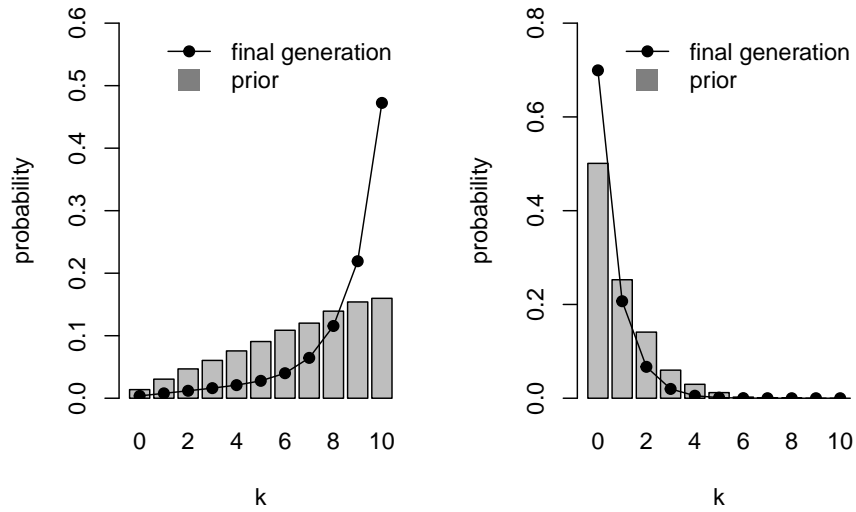 final generation
prior
probability
0.0 0.1 0.2 0.3 0.4 0.5 0.6
0 2 4 6 8 10
k
final generation
prior
probability
0.0 0.2 0.4 0.6 0.8
0 2 4 6 8 10
k